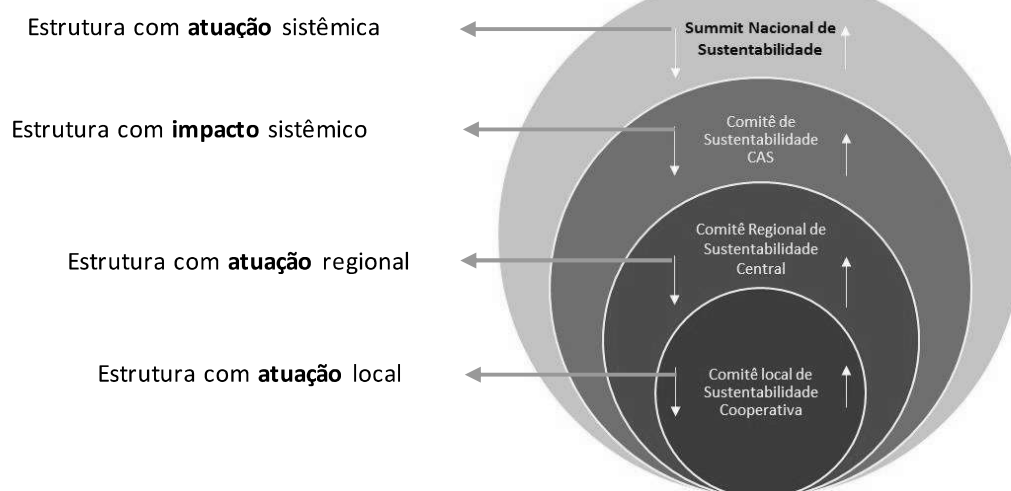 Estrutura com atuação sistêmica
Summit Nacional de
Sustentabilidade
Estrutura com impacto sistêmico
Comitê de
Sustentabilidade
CAS
Estrutura com atuação regional
Comitê Regional de
Sustentabilidade
Central
Estrutura com atuação local
Comitê local de
Sustentabilidade
Cooperativa